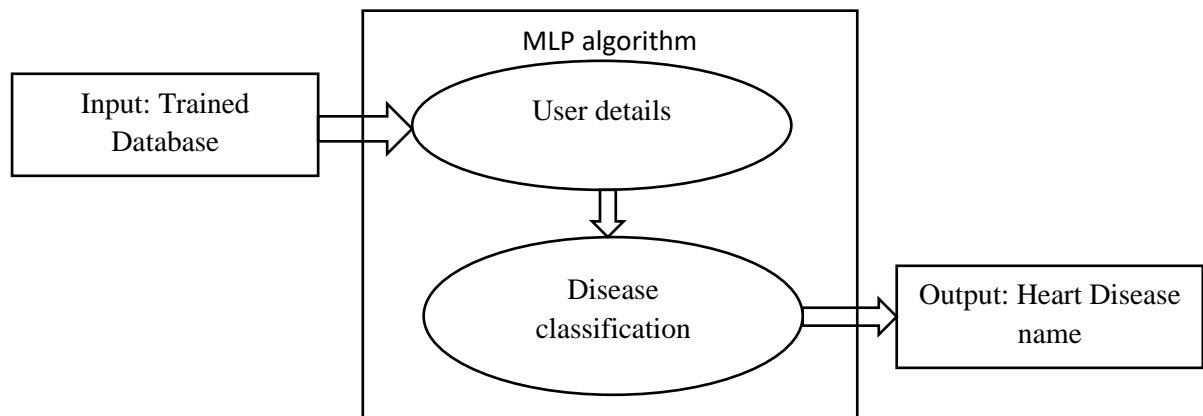 MLP algorithm
Input: Trained
Database
User details
Disease
classification
Output: Heart Disease
name